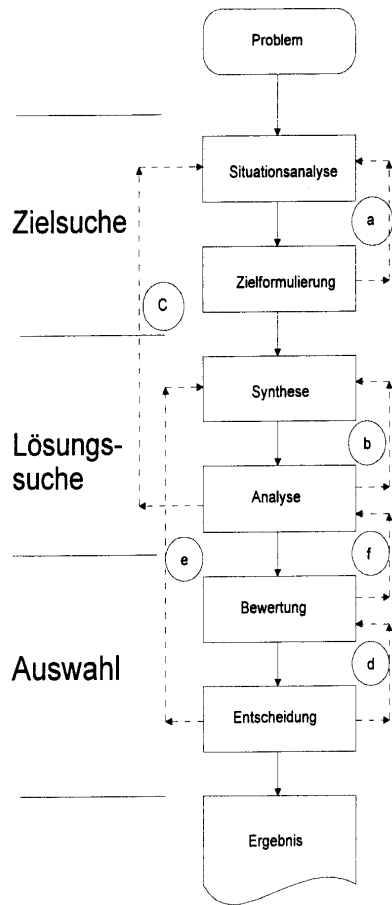 Problem
Situationsanalyse
Zielsuche
a
Zielformulierung
C
Synthese
Lösungs-
suche
b
Analyse
e
f
Bewertung
Auswahl
d
Entscheidung
Ergebnis